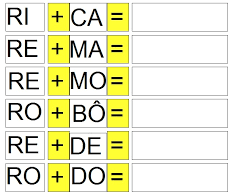 RI + CA =
RE + MA =
RE + MO =
RO + BÔ =
RE + DE =
RO + DO =